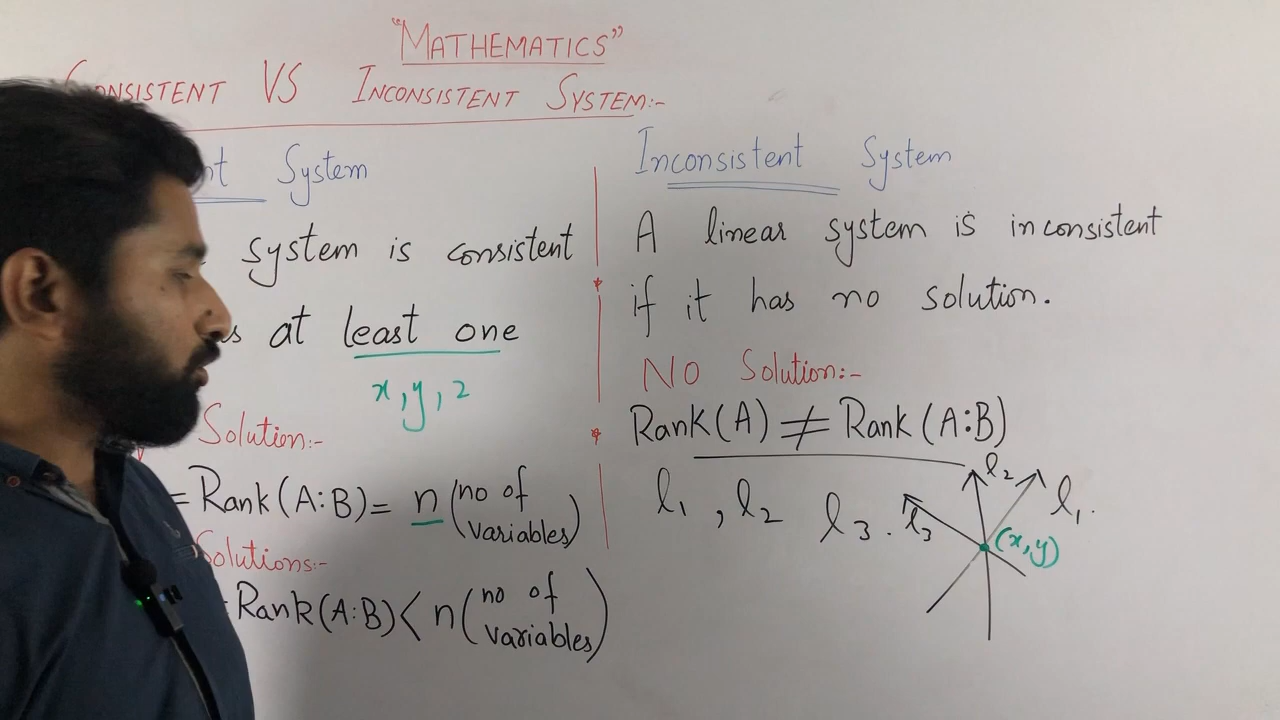 "MATHEMATICS"
CONSISTENT VS INCONSISTENT SYSTEM:-
System
system is consistent
at least one
x, y, z
Solution:-
= Rank(A:B) = n (no of variables)
Solutions:-
Rank(A:B) < n (no of variables)
Inconsistent System
A linear system is inconsistent
if it has no solution.
NO Solution:-
Rank(A) ≠ Rank(A:B)
l₁, l₂ l₃.
l₂
l₁.
l₃
(x,y)